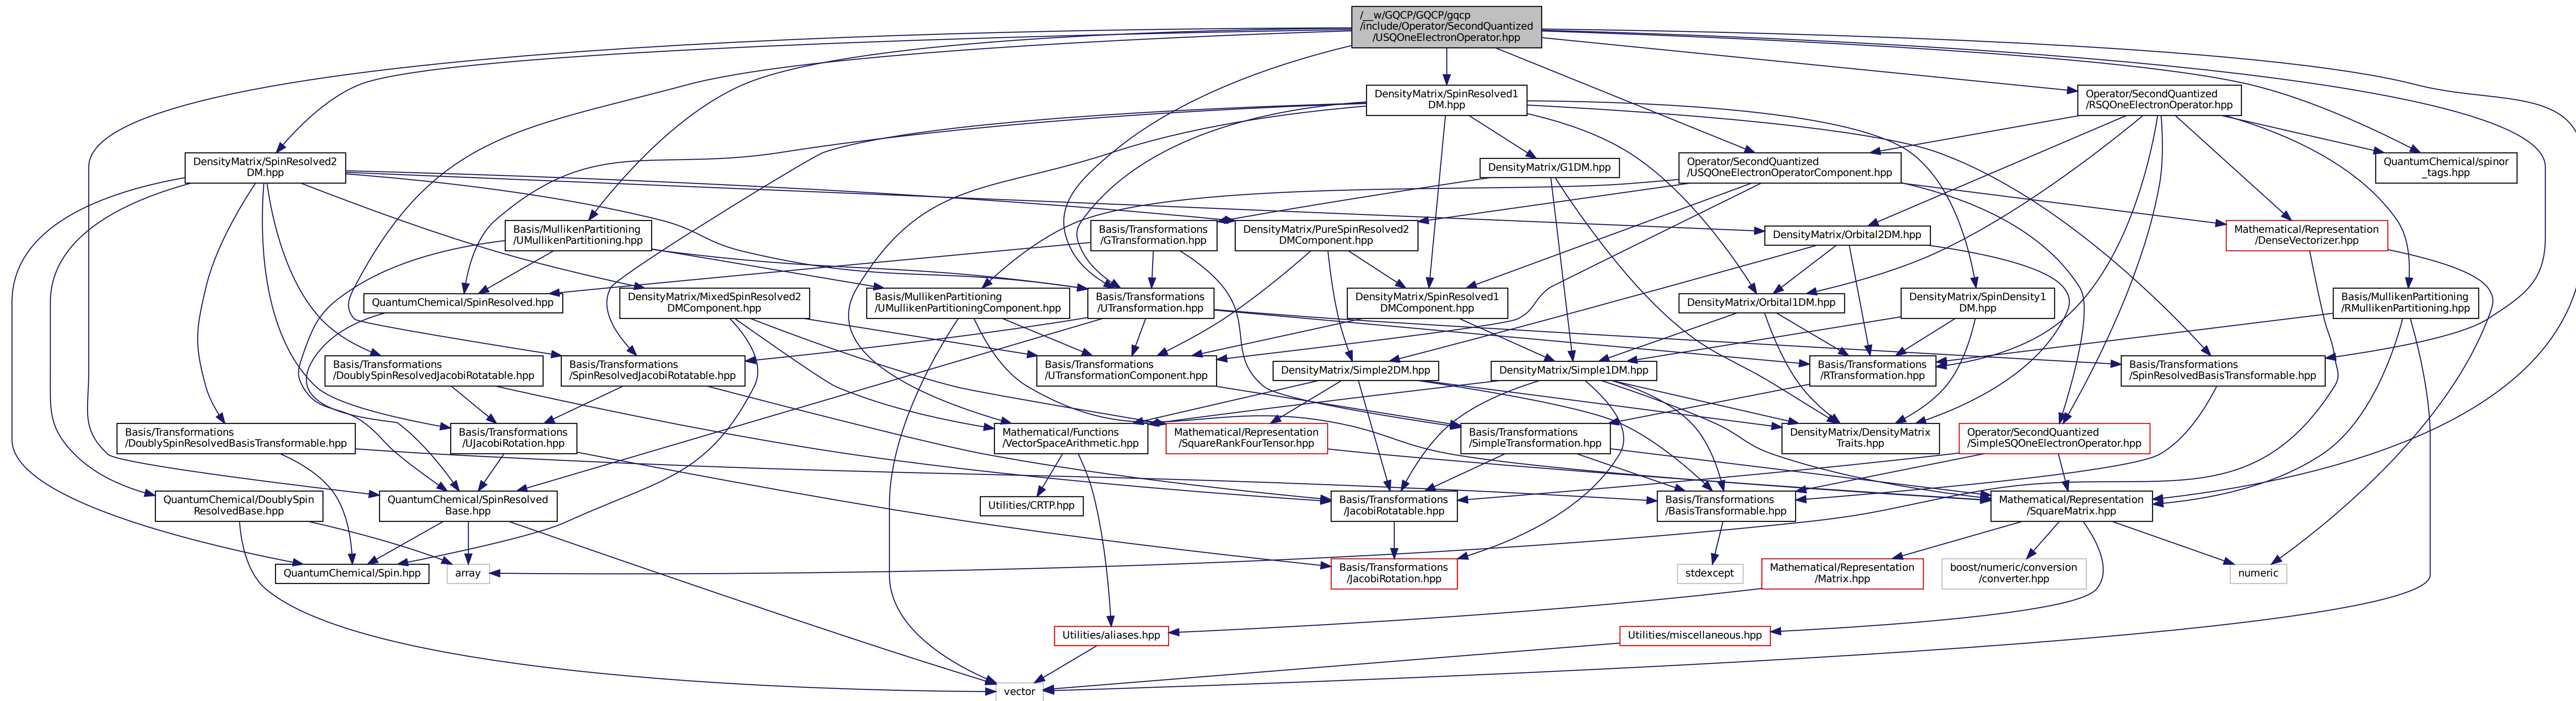 /__w/GQCP/GQCP/gqcp
/include/Operator/SecondQuantized
/USQOneElectronOperator.hpp
DensityMatrix/SpinResolved1
DM.hpp
Operator/SecondQuantized
/RSQOneElectronOperator.hpp
DensityMatrix/SpinResolved2
DM.hpp
DensityMatrix/G1DM.hpp
Operator/SecondQuantized
/USQOneElectronOperatorComponent.hpp
QuantumChemical/spinor
_tags.hpp
Basis/MullikenPartitioning
/UMullikenPartitioning.hpp
Basis/Transformations
/GTransformation.hpp
DensityMatrix/PureSpinResolved2
DMComponent.hpp
DensityMatrix/Orbital2DM.hpp
Mathematical/Representation
/DenseVectorizer.hpp
QuantumChemical/SpinResolved.hpp
DensityMatrix/MixedSpinResolved2
DMComponent.hpp
Basis/MullikenPartitioning
/UMullikenPartitioningComponent.hpp
Basis/Transformations
/UTransformation.hpp
DensityMatrix/SpinResolved1
DMComponent.hpp
DensityMatrix/Orbital1DM.hpp
DensityMatrix/SpinDensity1
DM.hpp
Basis/MullikenPartitioning
/RMullikenPartitioning.hpp
Basis/Transformations
/DoublySpinResolvedJacobiRotatable.hpp
Basis/Transformations
/SpinResolvedJacobiRotatable.hpp
Basis/Transformations
/UTransformationComponent.hpp
DensityMatrix/Simple2DM.hpp
DensityMatrix/Simple1DM.hpp
Basis/Transformations
/RTransformation.hpp
Basis/Transformations
/SpinResolvedBasisTransformable.hpp
Basis/Transformations
/DoublySpinResolvedBasisTransformable.hpp
Basis/Transformations
/UJacobiRotation.hpp
Mathematical/Functions
/VectorSpaceArithmetic.hpp
Mathematical/Representation
/SquareRankFourTensor.hpp
Basis/Transformations
/SimpleTransformation.hpp
DensityMatrix/DensityMatrix
Traits.hpp
Operator/SecondQuantized
/SimpleSQOneElectronOperator.hpp
QuantumChemical/DoublySpin
ResolvedBase.hpp
QuantumChemical/SpinResolved
Base.hpp
Utilities/CRTP.hpp
Basis/Transformations
/JacobiRotatable.hpp
Basis/Transformations
/BasisTransformable.hpp
Mathematical/Representation
/SquareMatrix.hpp
QuantumChemical/Spin.hpp
array
Basis/Transformations
/JacobiRotation.hpp
stdexcept
Mathematical/Representation
/Matrix.hpp
boost/numeric/conversion
/converter.hpp
numeric
Utilities/aliases.hpp
Utilities/miscellaneous.hpp
vector